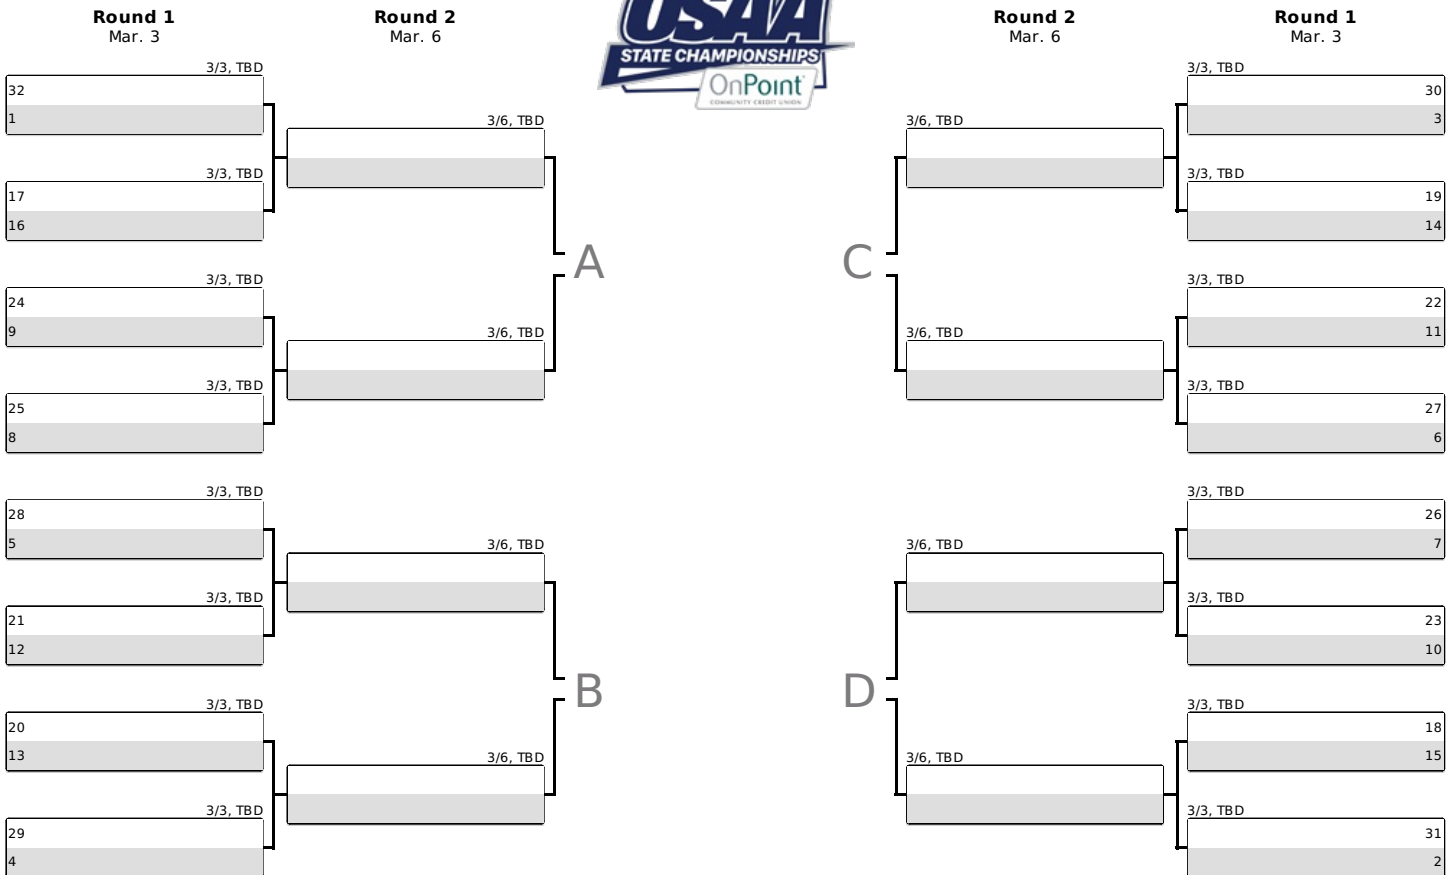 Round 1
Mar. 3
Round 2
Mar. 6
USAA
STATE CHAMPIONSHIPS
OnPoint
COMMUNITY CREDIT UNION
Round 2
Mar. 6
Round 1
Mar. 3
3/3, TBD
32
1
3/3, TBD
17
16
3/3, TBD
24
9
3/3, TBD
25
8
3/3, TBD
28
5
3/3, TBD
21
12
3/3, TBD
20
13
3/3, TBD
29
4
3/6, TBD
3/6, TBD
3/6, TBD
3/6, TBD
A
B
C
D
3/6, TBD
3/6, TBD
3/6, TBD
3/6, TBD
3/3, TBD
30
3
3/3, TBD
19
14
3/3, TBD
22
11
3/3, TBD
27
6
3/3, TBD
26
7
3/3, TBD
23
10
3/3, TBD
18
15
3/3, TBD
31
2